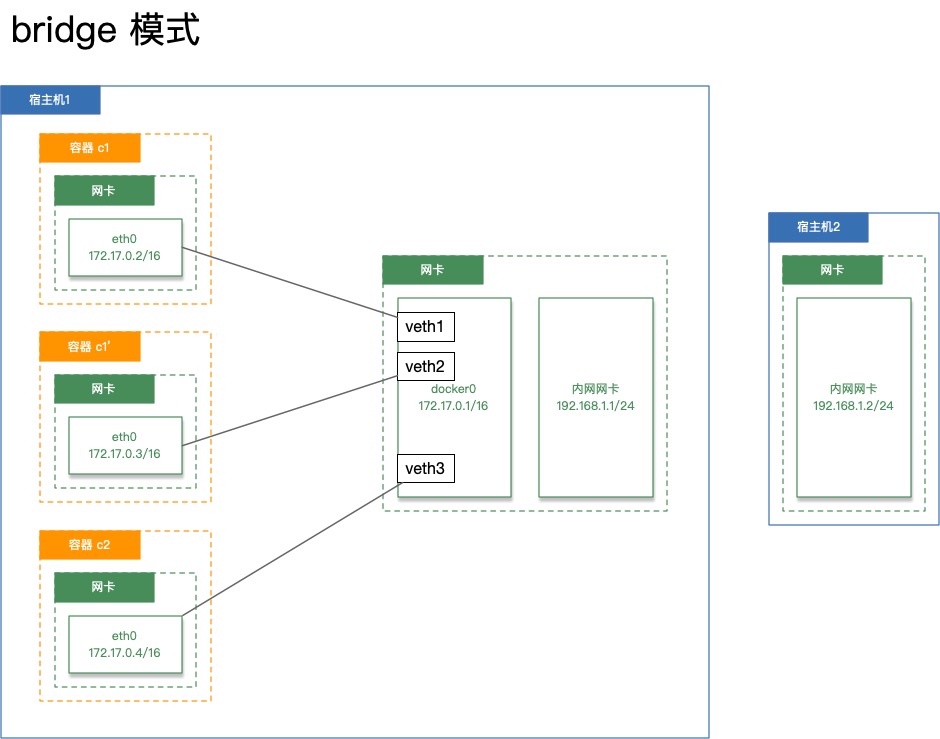 bridge 模式
宿主机1
容器 c1
网卡
eth0
172.17.0.2/16
容器 c1′
网卡
eth0
172.17.0.3/16
容器 c2
网卡
eth0
172.17.0.4/16
网卡
veth1
veth2
docker0
172.17.0.1/16
veth3
内网网卡
192.168.1.1/24
宿主机2
网卡
内网网卡
192.168.1.2/24